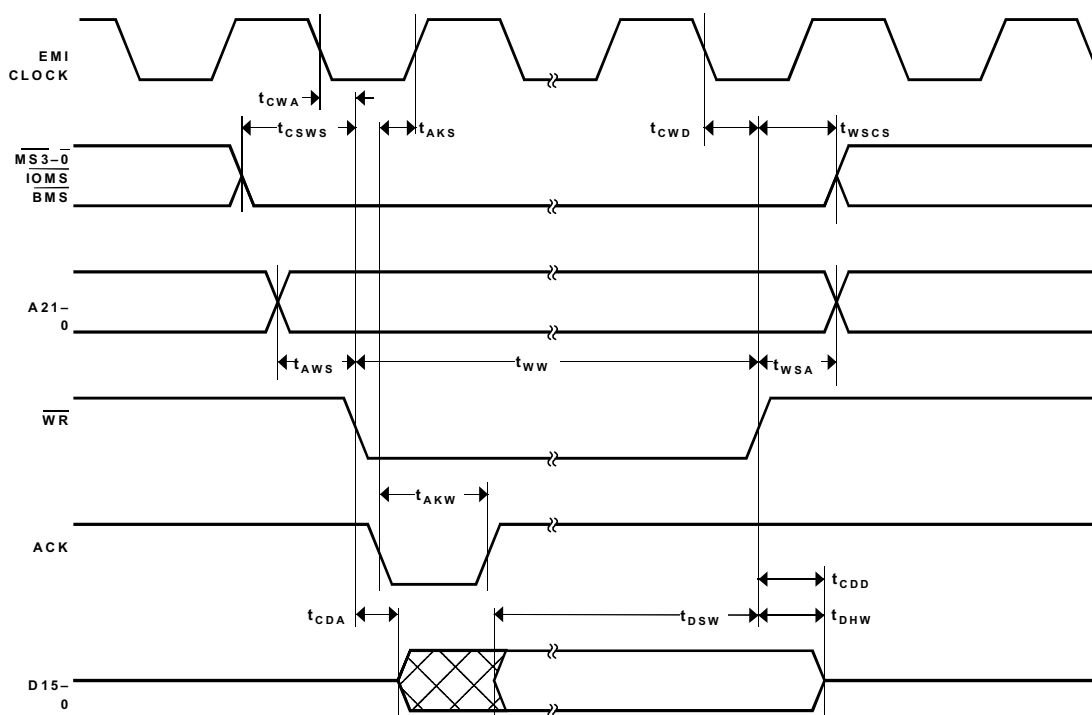 EMI
CLOCK
tCWA
tCSWS
tAKS
tCWD
tWSCS
MS3–0
IOMS
BMS
A21–
0
tAWS
tWW
tWSA
WR
tAKW
ACK
tCDD
tCDA
tDSW
tDHW
D15–
0